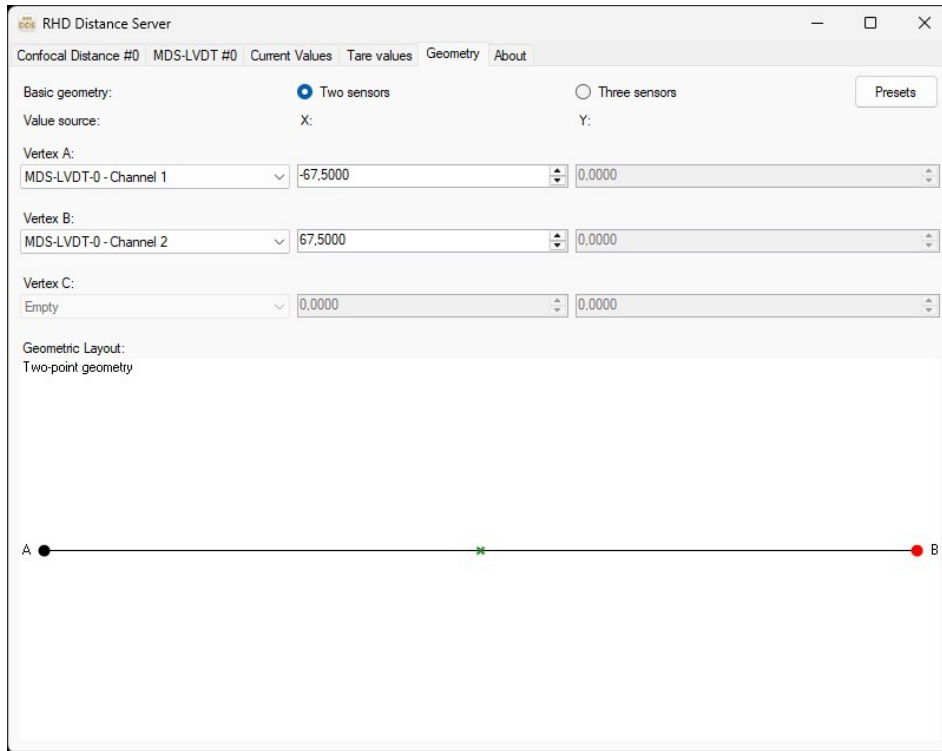 RHD Distance Server
Confocal Distance #0 MDS-LVDT #0 Current Values Tare values Geometry About
Basic geometry: Two sensors Three sensors Presets
Value source: X: Y:
Vertex A:
MDS-LVDT-0 - Channel 1 -67,5000 0,0000
Vertex B:
MDS-LVDT-0 - Channel 2 67,5000 0,0000
Vertex C:
Empty 0,0000 0,0000
Geometric Layout:
Two-point geometry
A B